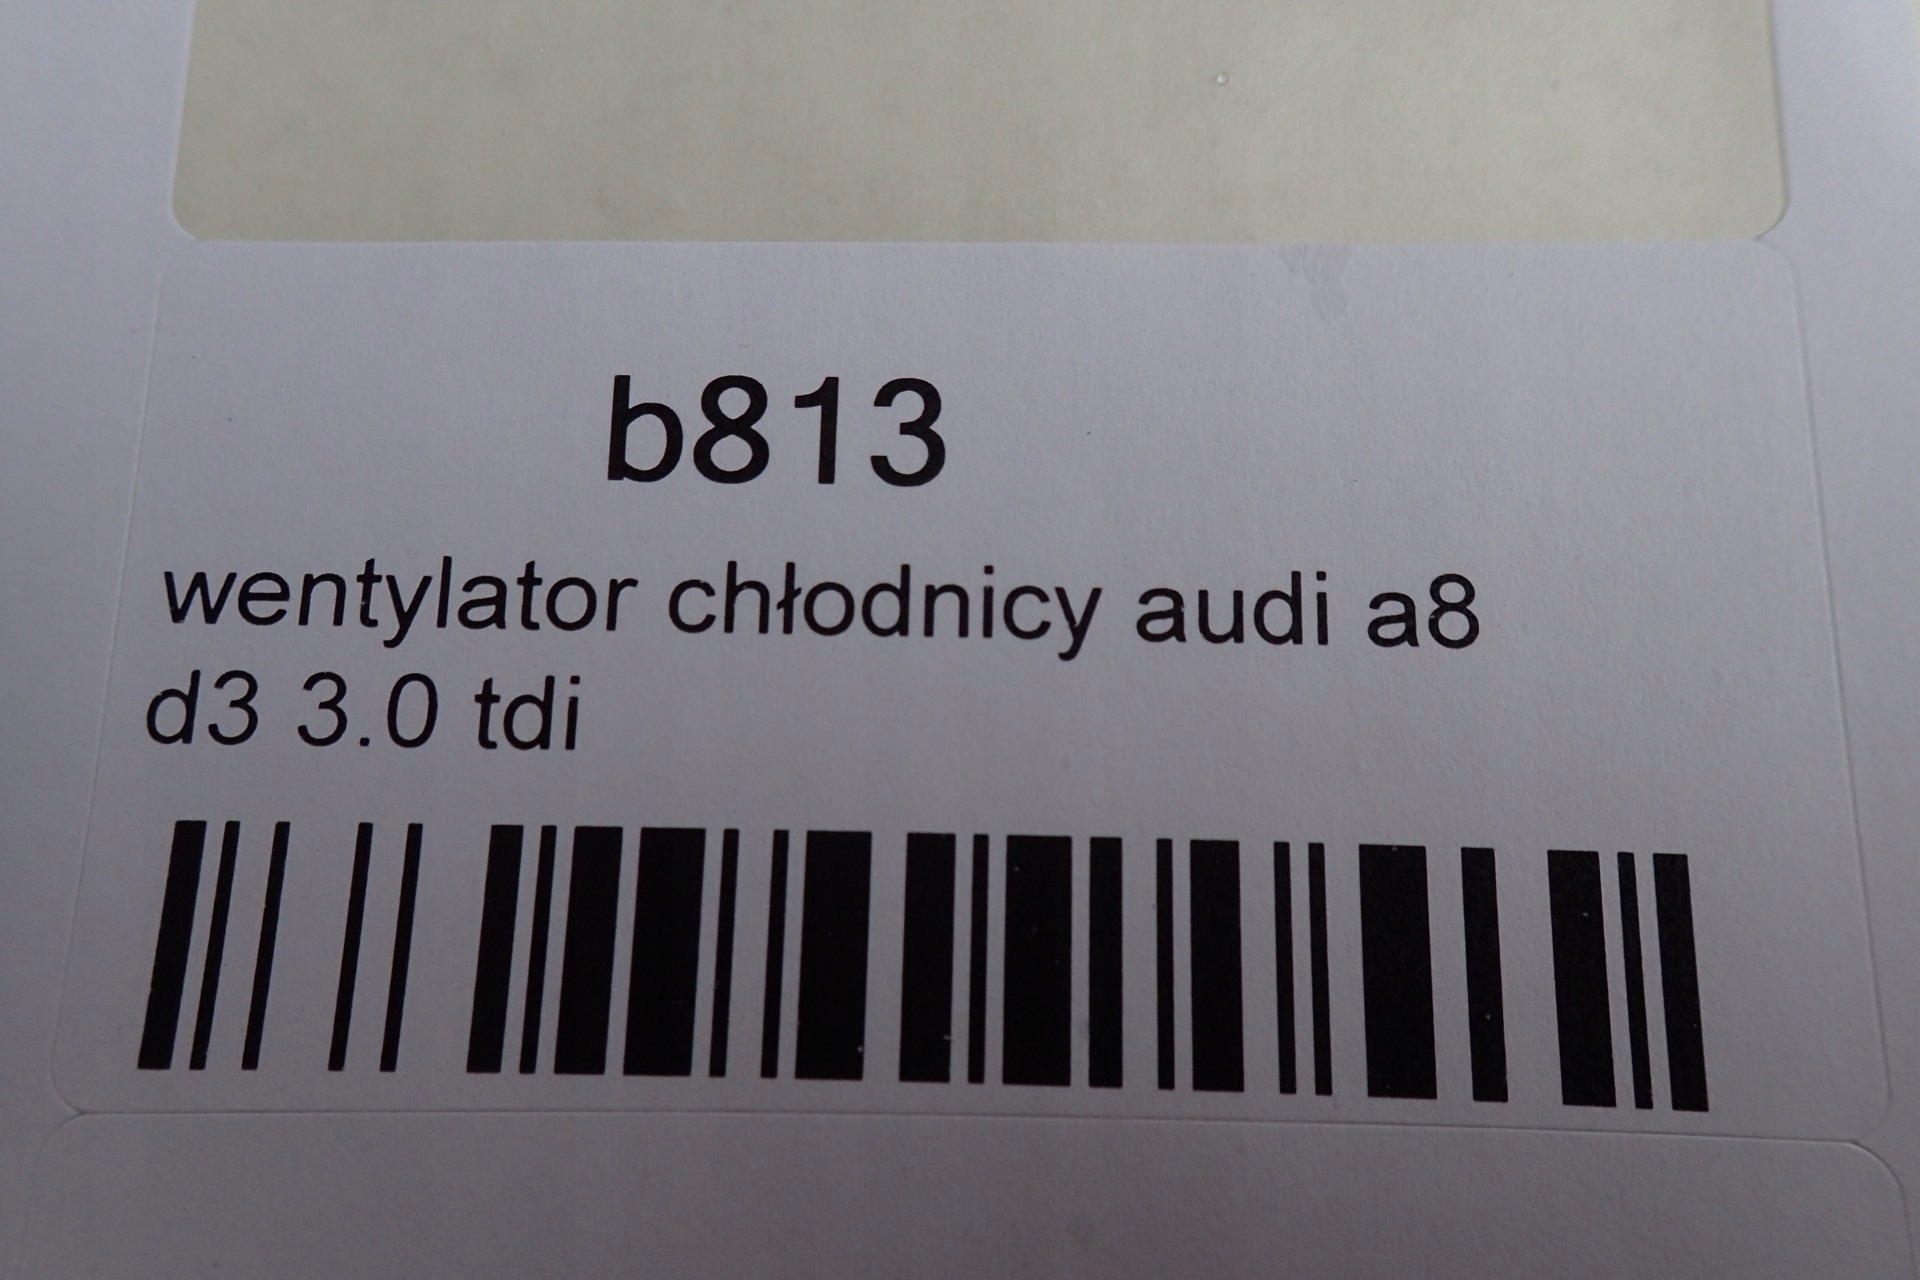 b813
wentylator chłodnicy audi a8
d3 3.0 tdi